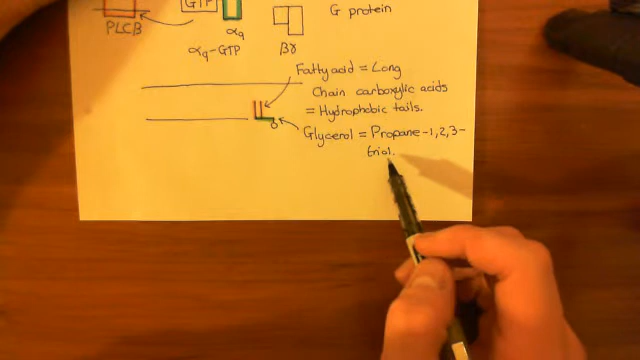 GTP
G protein
PLCB
αq
αq-GTP
βγ
Fatty acid = Long
Chain carboxylic acids
= Hydrophobic tails.
Glycerol = Propane-1,2,3-
triol.